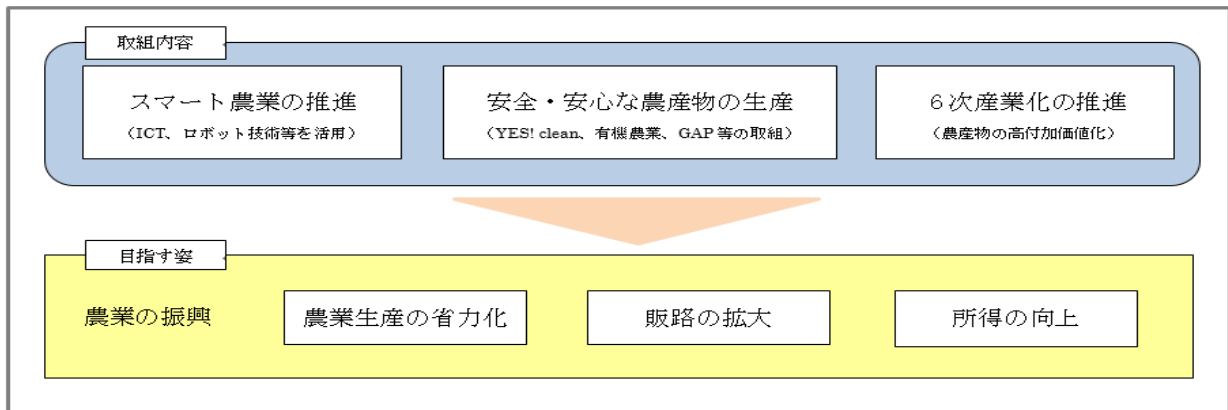 取組内容
スマート農業の推進
(ICT、ロボット技術等を活用)
安全・安心な農産物の生産
(YES! clean、有機農業、GAP 等の取組)
６次産業化の推進
(農産物の高付加価値化)
目指す姿
農業の振興
農業生産の省力化
販路の拡大
所得の向上